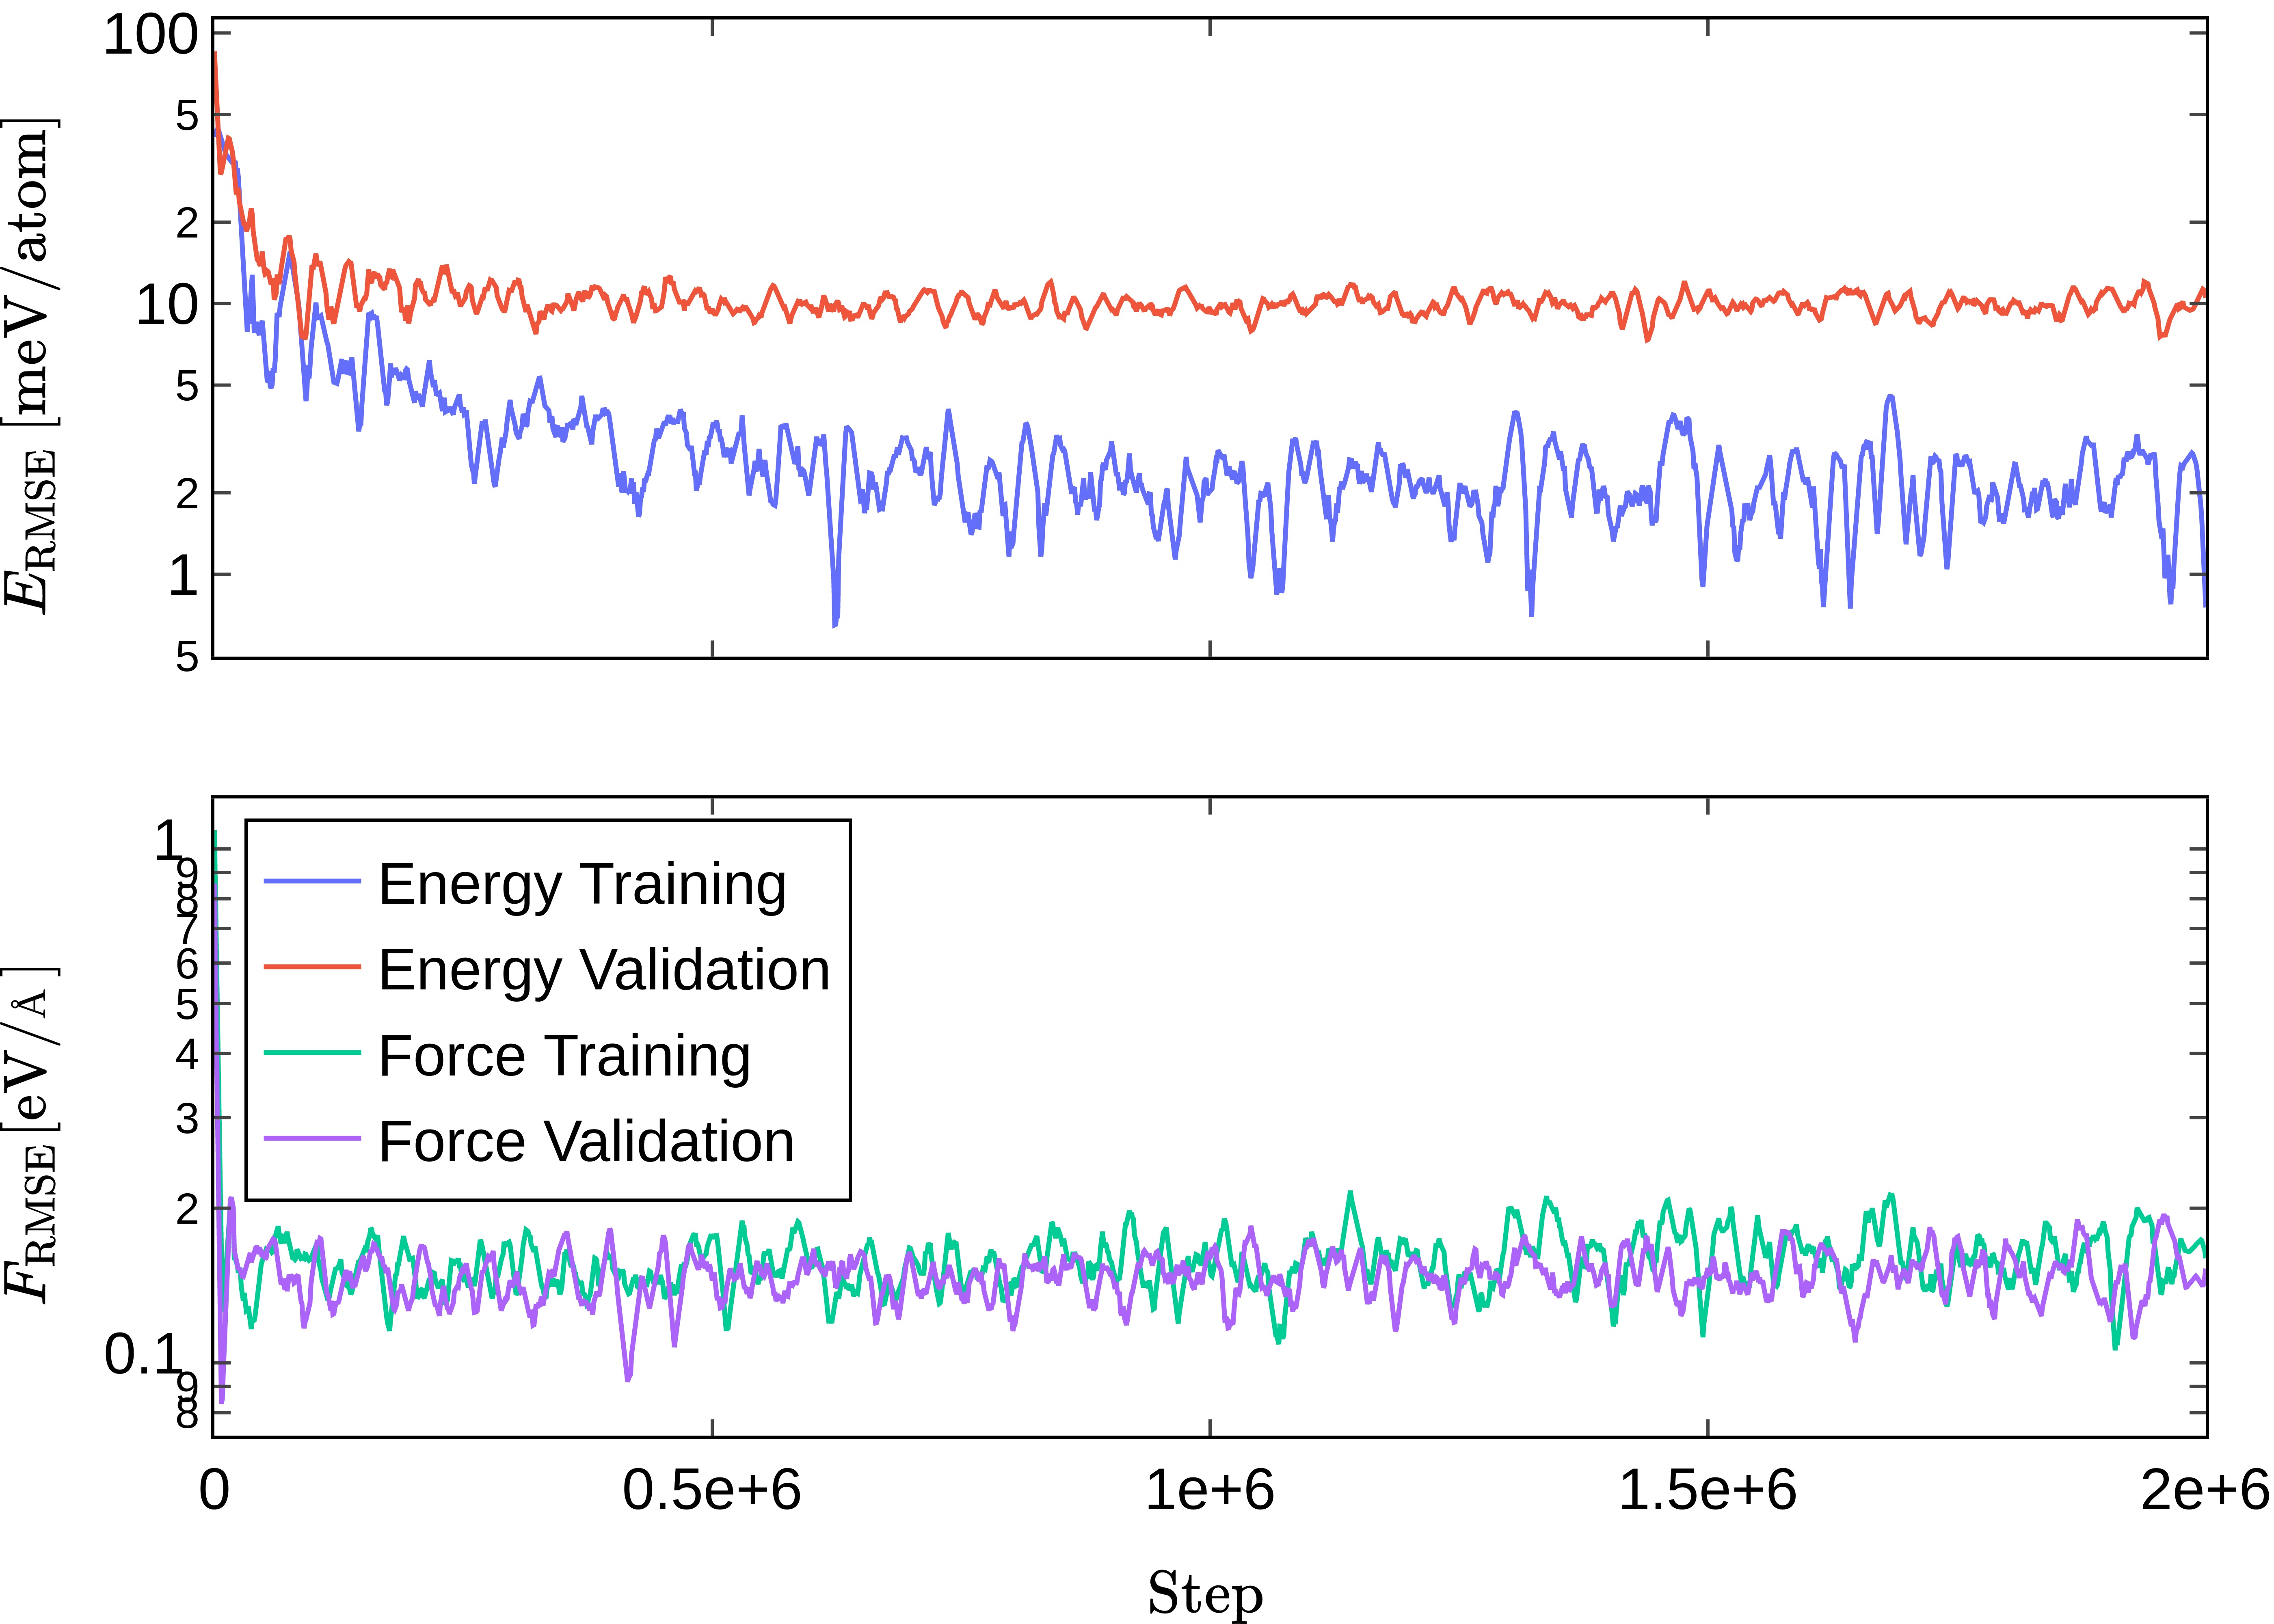 100
5
2
10
5
2
1
5
E_RMSE [meV/atom]
1
9
8
7
6
5
4
3
2
0.1
9
8
F_RMSE [eV/Å]
Energy Training
Energy Validation
Force Training
Force Validation
0 0.5e+6 1e+6 1.5e+6 2e+6
Step